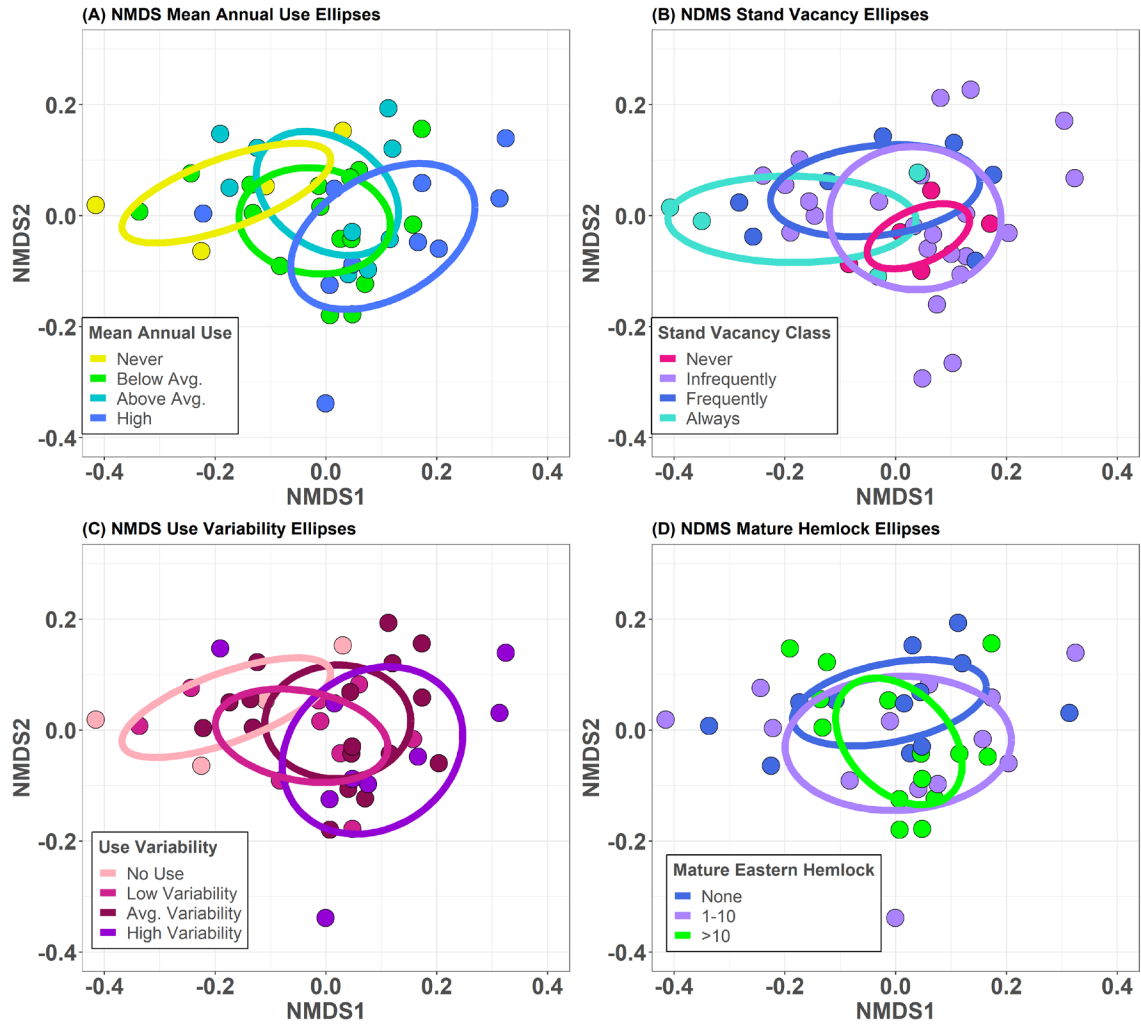 (A) NMDS Mean Annual Use Ellipses
NMDS2
0.2
0.0
-0.2
-0.4
Mean Annual Use
Never
Below Avg.
Above Avg.
High
-0.4 -0.2 0.0 0.2 0.4
NMDS1
(B) NDMS Stand Vacancy Ellipses
NMDS2
0.2
0.0
-0.2
-0.4
Stand Vacancy Class
Never
Infrequently
Frequently
Always
-0.4 -0.2 0.0 0.2 0.4
NMDS1
(C) NMDS Use Variability Ellipses
NMDS2
0.2
0.0
-0.2
-0.4
Use Variability
No Use
Low Variability
Avg. Variability
High Variability
-0.4 -0.2 0.0 0.2 0.4
NMDS1
(D) NDMS Mature Hemlock Ellipses
NMDS2
0.2
0.0
-0.2
-0.4
Mature Eastern Hemlock
None
1-10
>10
-0.4 -0.2 0.0 0.2 0.4
NMDS1